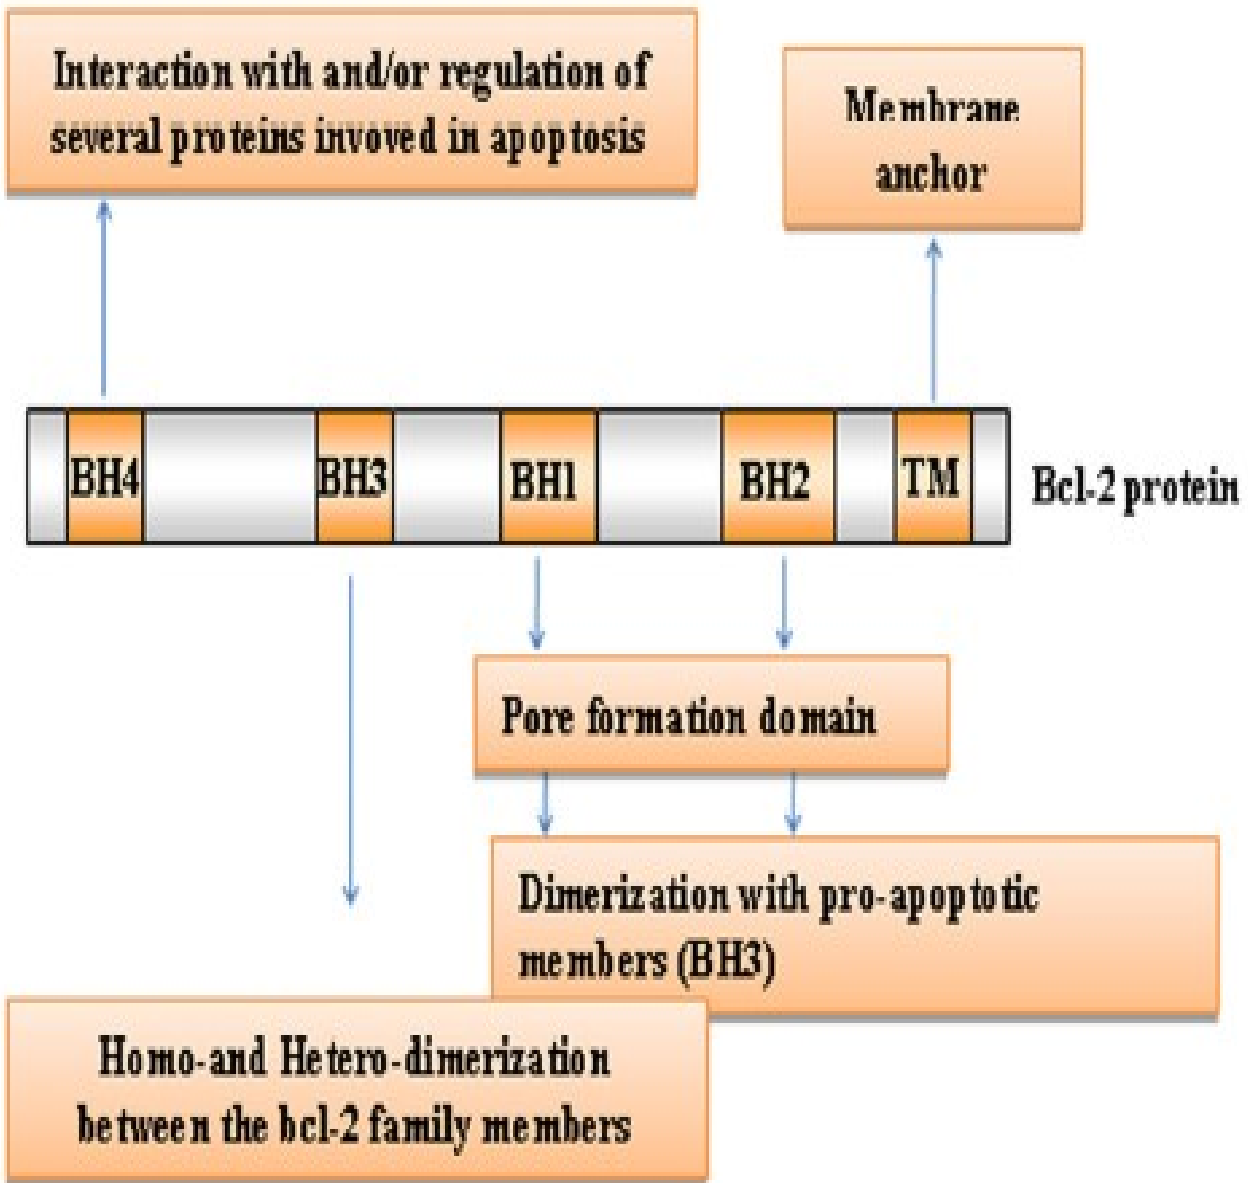 Interaction with and/or regulation of
several proteins invoved in apoptosis
Membrane
anchor
BH4
BH3
BH1
BH2
TM
Bcl-2 protein
Pore formation domain
Dimerization with pro-apoptotic
members (BH3)
Homo-and Hetero-dimerization
between the bcl-2 family members